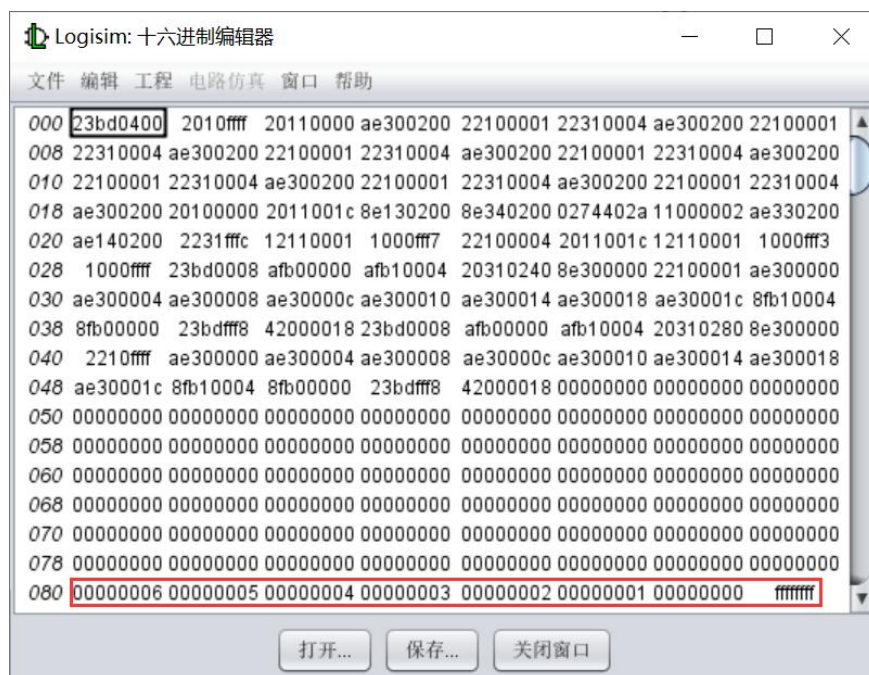 Logisim: 十六进制编辑器
文件 编辑 工程 电路仿真 窗口 帮助
000 23bd0400 2010ffff 20110000 ae300200 22100001 22310004 ae300200 22100001
008 22310004 ae300200 22100001 22310004 ae300200 22100001 22310004 ae300200
010 22100001 22310004 ae300200 22100001 22310004 ae300200 22100001 22310004
018 ae300200 20100000 2011001c 8e130200 8e340200 0274402a 11000002 ae330200
020 ae140200 2231fffc 12110001 1000fff7 22100004 2011001c 12110001 1000fff3
028 1000ffff 23bd0008 afb00000 afb10004 20310240 8e300000 22100001 ae300000
030 ae300004 ae300008 ae30000c ae300010 ae300014 ae300018 ae30001c 8fb10004
038 8fb00000 23bdfff8 42000018 23bd0008 afb00000 afb10004 20310280 8e300000
040 2210ffff ae300000 ae300004 ae300008 ae30000c ae300010 ae300014 ae300018
048 ae30001c 8fb10004 8fb00000 23bdfff8 42000018 00000000 00000000 00000000
050 00000000 00000000 00000000 00000000 00000000 00000000 00000000 00000000
058 00000000 00000000 00000000 00000000 00000000 00000000 00000000 00000000
060 00000000 00000000 00000000 00000000 00000000 00000000 00000000 00000000
068 00000000 00000000 00000000 00000000 00000000 00000000 00000000 00000000
070 00000000 00000000 00000000 00000000 00000000 00000000 00000000 00000000
078 00000000 00000000 00000000 00000000 00000000 00000000 00000000 00000000
080 00000006 00000005 00000004 00000003 00000002 00000001 00000000 ffffffff
打开... 保存... 关闭窗口